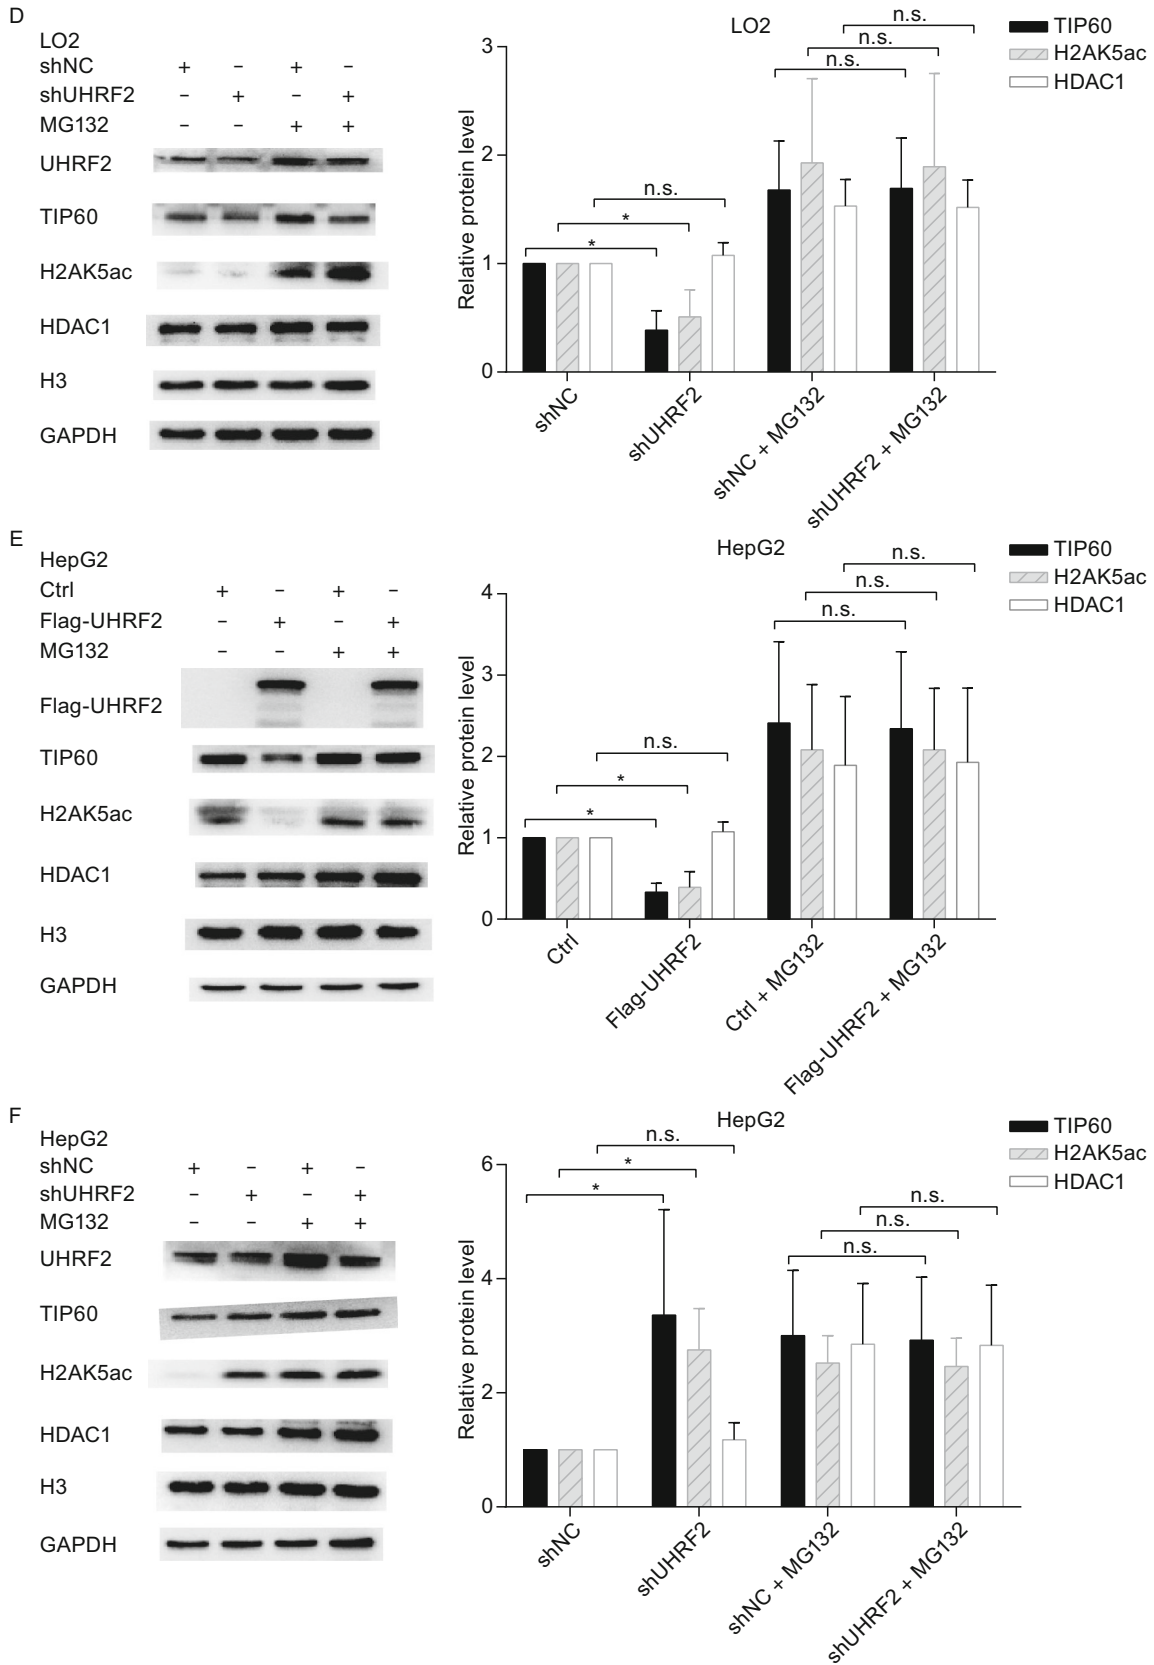 D
LO2
shNC + – + –
shUHRF2 – + – +
MG132 – – + +
UHRF2
TIP60
H2AK5ac
HDAC1
H3
GAPDH
LO2
TIP60
H2AK5ac
HDAC1
Relative protein level
3
2
1
0
n.s.
n.s.
n.s.
n.s.
*
*
shNC
shUHRF2
shNC + MG132
shUHRF2 + MG132
E
HepG2
Ctrl + – + –
Flag-UHRF2 – + – +
MG132 – – + +
Flag-UHRF2
TIP60
H2AK5ac
HDAC1
H3
GAPDH
HepG2
TIP60
H2AK5ac
HDAC1
Relative protein level
4
3
2
1
0
n.s.
n.s.
n.s.
n.s.
*
*
Ctrl
Flag-UHRF2
Ctrl + MG132
Flag-UHRF2 + MG132
F
HepG2
shNC + – + –
shUHRF2 – + – +
MG132 – – + +
UHRF2
TIP60
H2AK5ac
HDAC1
H3
GAPDH
HepG2
TIP60
H2AK5ac
HDAC1
Relative protein level
6
4
2
0
n.s.
*
*
n.s.
n.s.
n.s.
shNC
shUHRF2
shNC + MG132
shUHRF2 + MG132